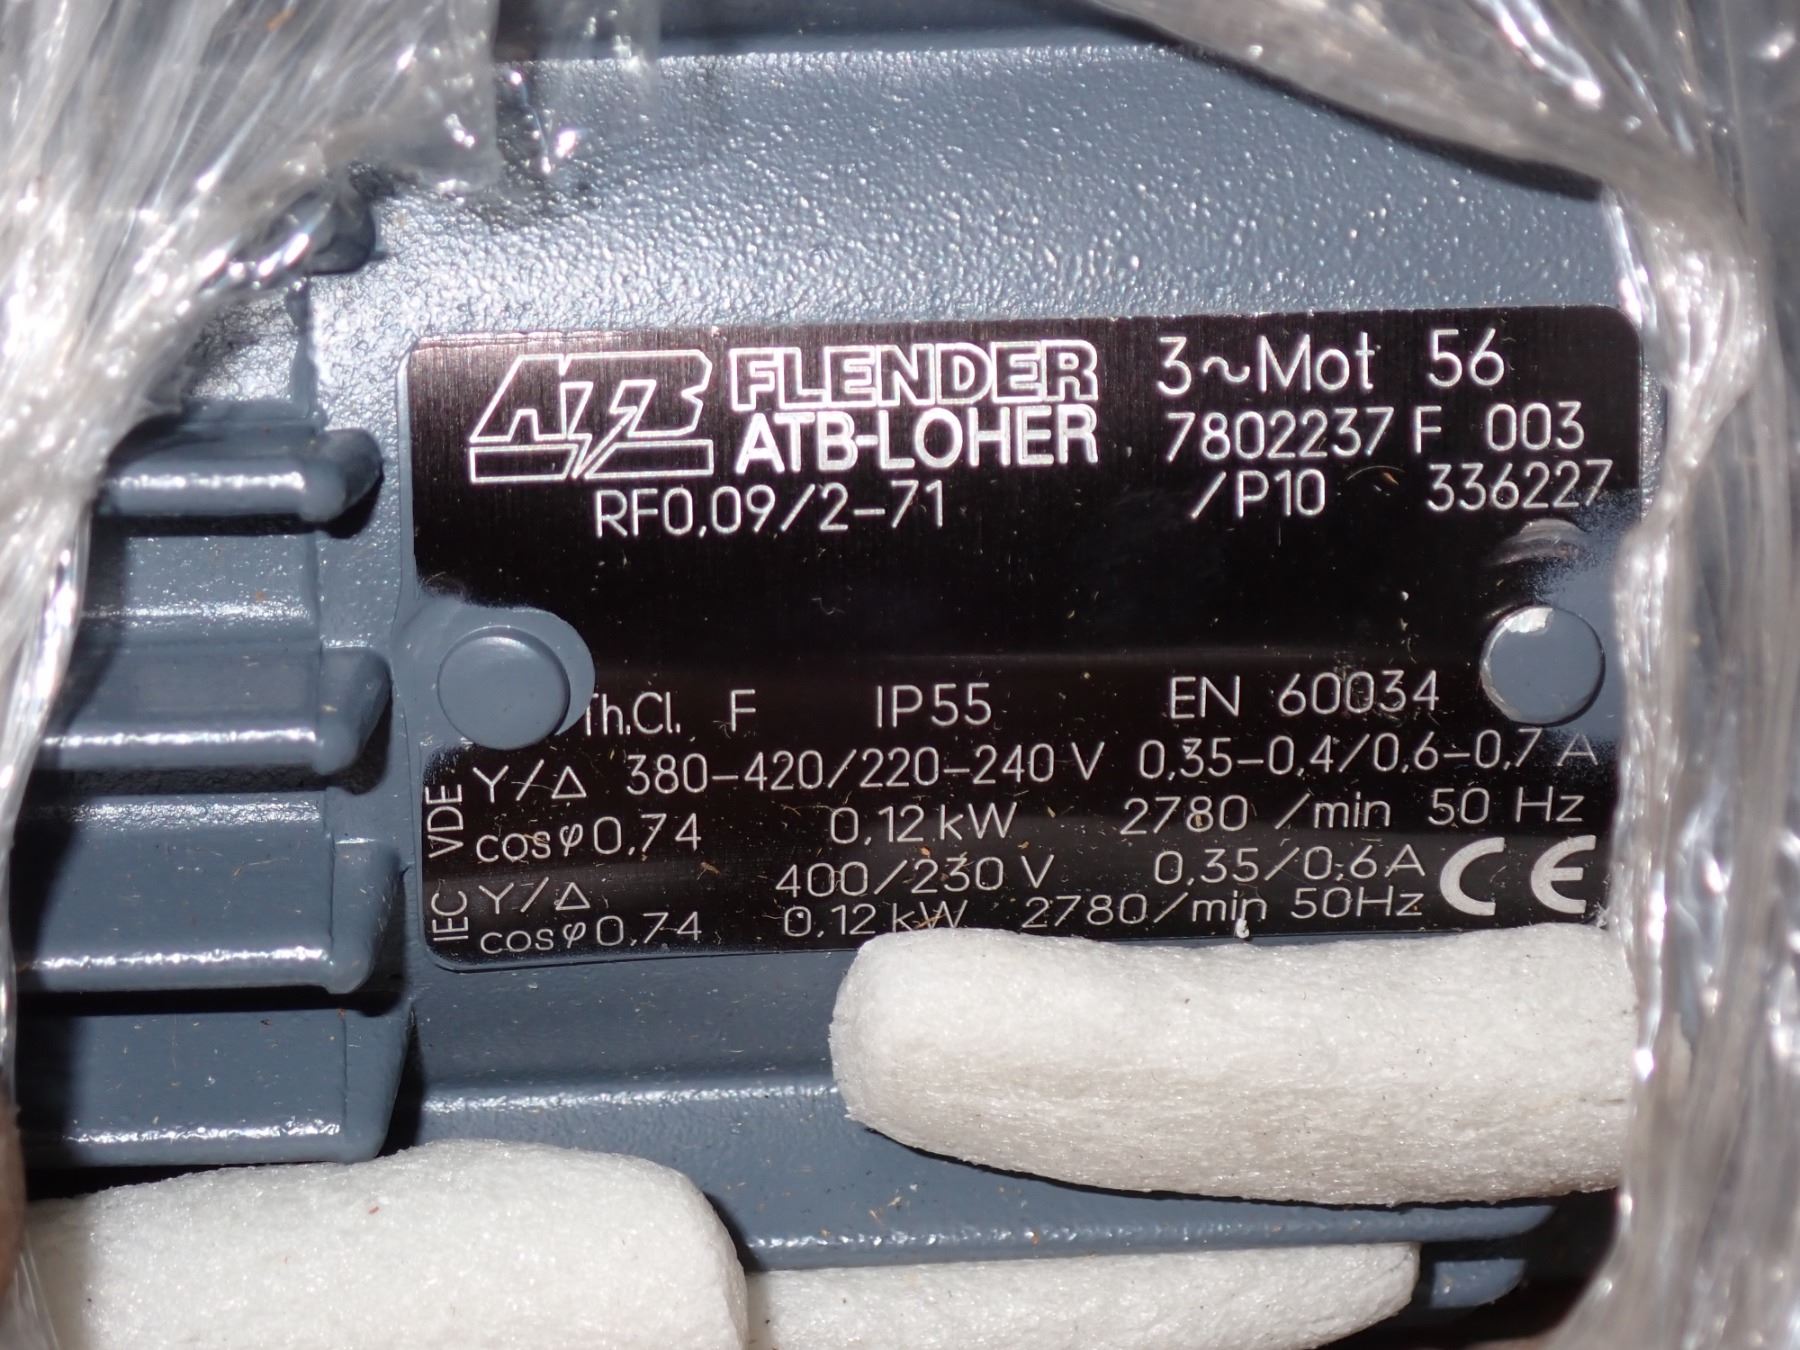 ATB FLENDER 3~Mot 56
ATB-LOHER 7802237 F 003
RF0,09/2-71 /P10 336227
Th.Cl. F IP55 EN 60034
VDE Y/Δ 380-420/220-240 V 0,35-0,4/0,6-0,7 A
cosφ 0,74 0,12 kW 2780 /min 50 Hz
IEC Y/Δ 400/230 V 0,35/0,6 A CE
cosφ 0,74 0,12 kW 2780/min 50Hz